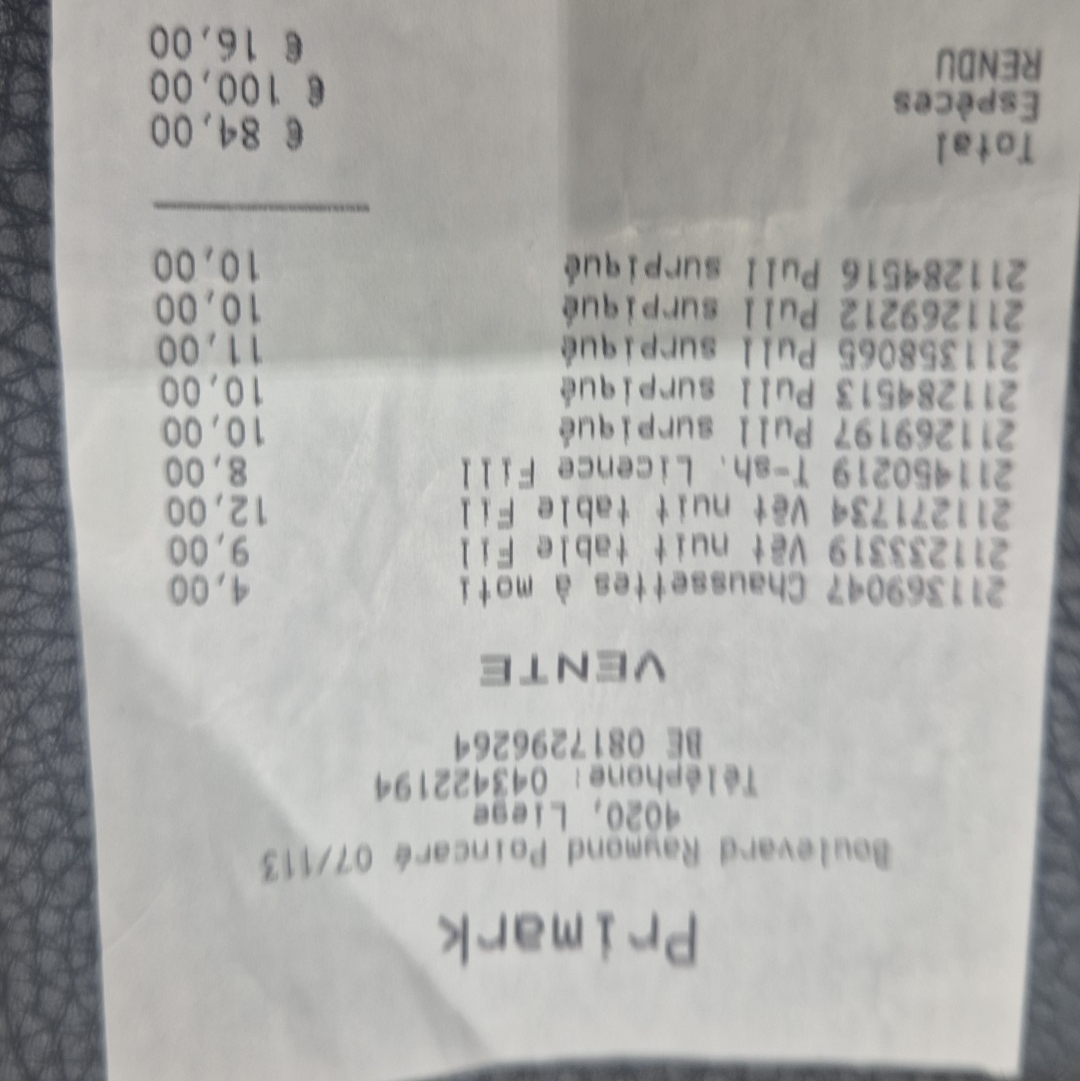 Primark
Boulevard Raymond Poincaré 07/113
4020, Liege
Téléphone: 043422194
BE 0817296264
VENTE
211369047 Chaussettes à moti 4,00
211233319 Vêt nuit table Fil 9,00
211271734 Vêt nuit table Fil 12,00
211450219 T-sh. Licence Fill 8,00
211269197 Pull surpiqué 10,00
211284513 Pull surpiqué 10,00
211358065 Pull surpiqué 11,00
211269212 Pull surpiqué 10,00
211284516 Pull surpiqué 10,00
Total € 84,00
Espèces € 100,00
RENDU € 16,00